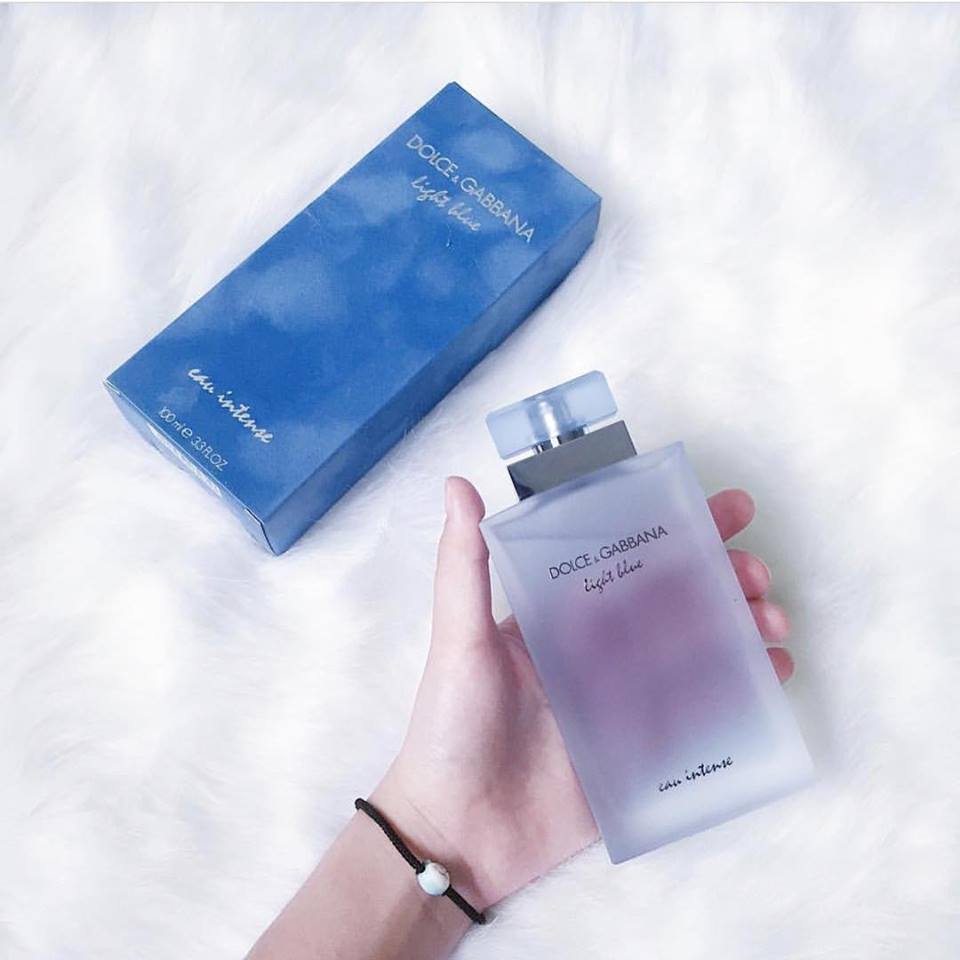 DOLCE & GABBANA
light blue
eau intense
100 ml e 3.3 FL.OZ
DOLCE & GABBANA
light blue
eau intense